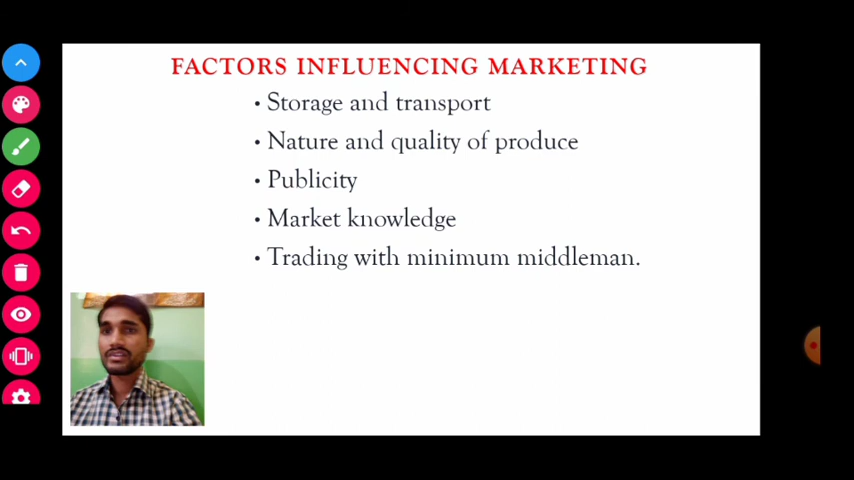 FACTORS INFLUENCING MARKETING
• Storage and transport
• Nature and quality of produce
• Publicity
• Market knowledge
• Trading with minimum middleman.